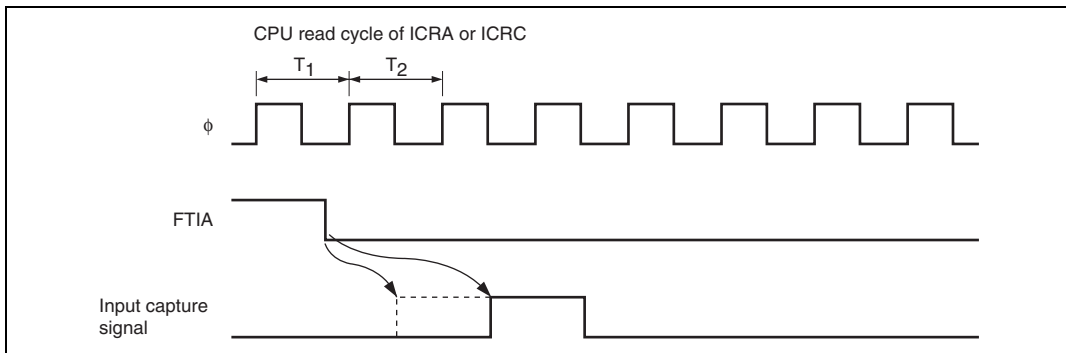 CPU read cycle of ICRA or ICRC
T1 T2
ϕ
FTIA
Input capture
signal